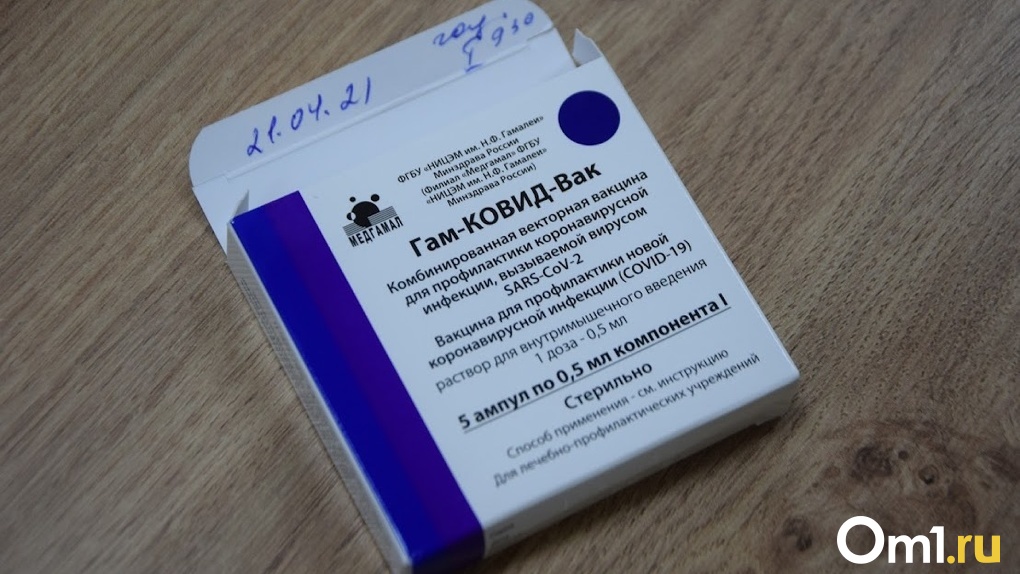 21.04.21
I 9 30
ФГБУ «НИЦЭМ им. Н.Ф. Гамалеи»
Минздрава России
(Филиал «Медгамал» ФГБУ
«НИЦЭМ им. Н.Ф. Гамалеи»
Минздрава России)
МЕДГАМАЛ
Гам-КОВИД-Вак
Комбинированная векторная вакцина
для профилактики коронавирусной
инфекции, вызываемой вирусом
SARS-CoV-2
Вакцина для профилактики новой
коронавирусной инфекции (COVID-19)
раствор для внутримышечного введения
1 доза - 0,5 мл
5 ампул по 0,5 мл компонента I
Стерильно
Способ применения - см. инструкцию
Для лечебно-профилактических учреждений
Om1.ru